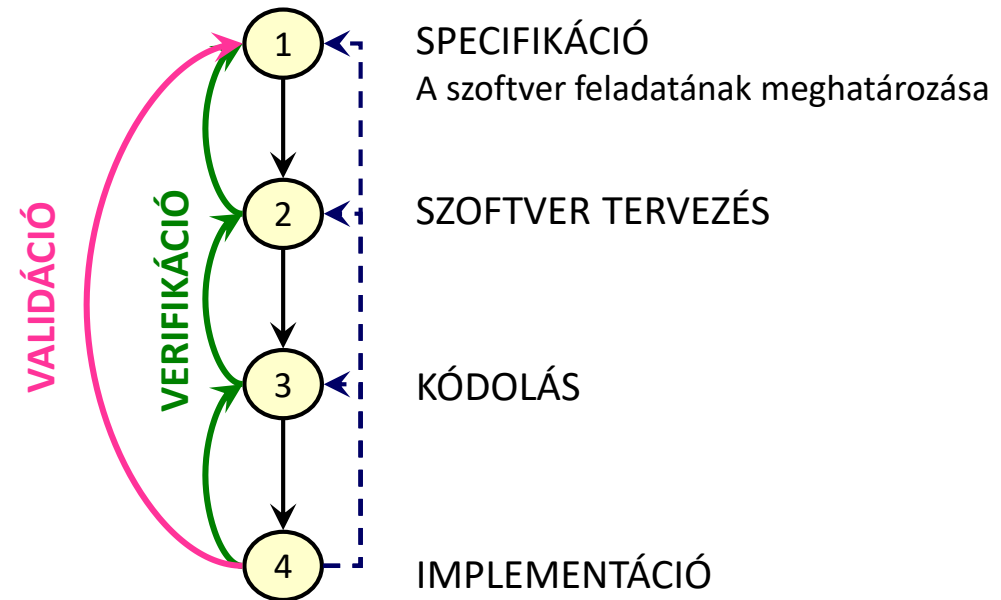 1
SPECIFIKÁCIÓ
A szoftver feladatának meghatározása
VALIDÁCIÓ
VERIFIKÁCIÓ
2
SZOFTVER TERVEZÉS
3
KÓDOLÁS
4
IMPLEMENTÁCIÓ